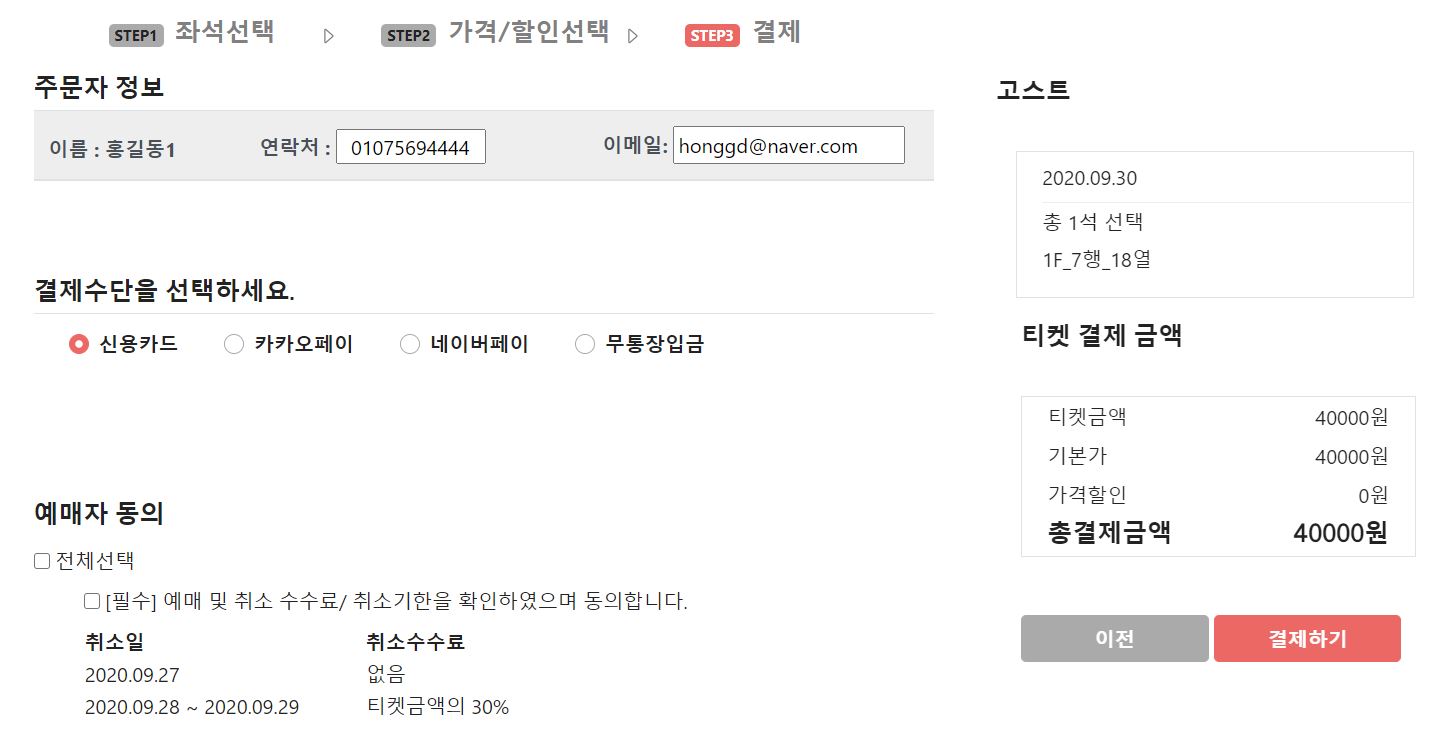 STEP1 좌석선택 STEP2 가격/할인선택 STEP3 결제
주문자 정보
이름 : 홍길동1 연락처 : 01075694444 이메일: honggd@naver.com
결제수단을 선택하세요.
신용카드 카카오페이 네이버페이 무통장입금
예매자 동의
전체선택
[필수] 예매 및 취소 수수료/ 취소기한을 확인하였으며 동의합니다.
취소일 취소수수료
2020.09.27 없음
2020.09.28 ~ 2020.09.29 티켓금액의 30%
고스트
2020.09.30
총 1석 선택
1F_7행_18열
티켓 결제 금액
티켓금액 40000원
기본가 40000원
가격할인 0원
총결제금액 40000원
이전 결제하기